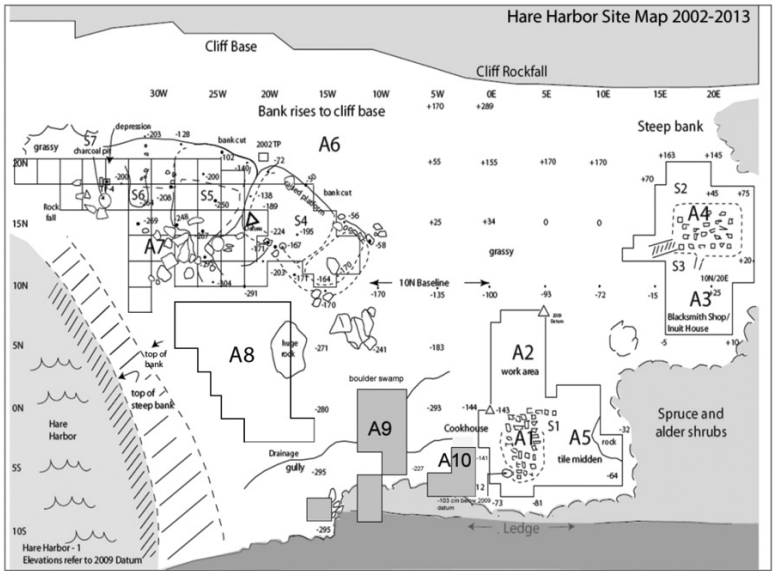 Hare Harbor Site Map 2002-2013
Cliff Base
Cliff Rockfall
30W 25W 20W 15W 10W 5W 0E 5E 15E 20E
Bank rises to cliff base
+170 +289
Steep bank
depression
S7
charcoal pit
grassy
-203 -128
bank cut
2002 TP
A6
-102
-72
20N
+55 +155 +170 +170
+163 +145
+70
-200 -200
S6 S5
-208
-138
-189
bank cut
S2
+45 +75
A4
Rock
fall
-250
S4
-56
-195
15N
-269
-224
-167
-58
+25 +34 0 0
A7
grassy
S3
+20
-171
-203 -171 -164 -170
10N/20E
+25
10N
-304 -291
-170
10N Baseline
-170 -135 -100 -93 -72 -15
A3
Blacksmith Shop/
Inuit House
-5 +10
2009
Datum
5N
top of
bank
A8
huge
rock
-271 -241 -183
A2
work area
top of
steep bank
boulder swamp
0N
Hare
Harbor
-280
A9
-293 -144 -143
Cookhouse
S1
A1
A5
tile midden
rock
-32
Spruce and
alder shrubs
Drainage
gully
5S
-295
-227
A10
-141
-64
12
-103 cm below 2009
datum
-73 -81
Ledge
10S
-295
Hare Harbor - 1
Elevations refer to 2009 Datum